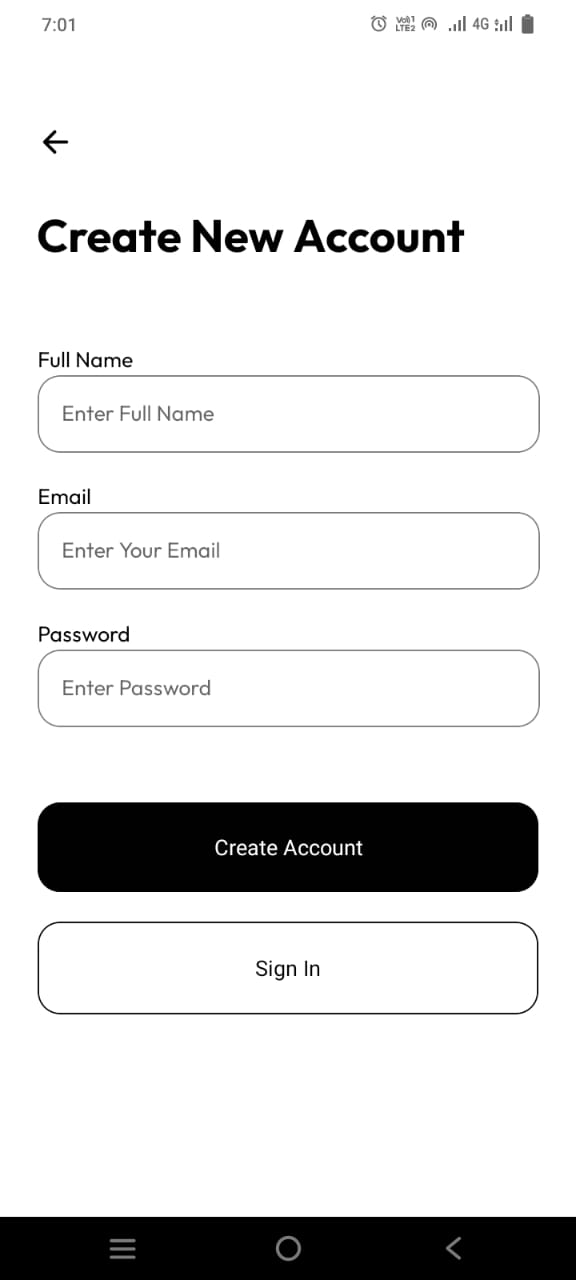 7:01
Vo)) 1
LTE2
4G
Create New Account
Full Name
Enter Full Name
Email
Enter Your Email
Password
Enter Password
Create Account
Sign In